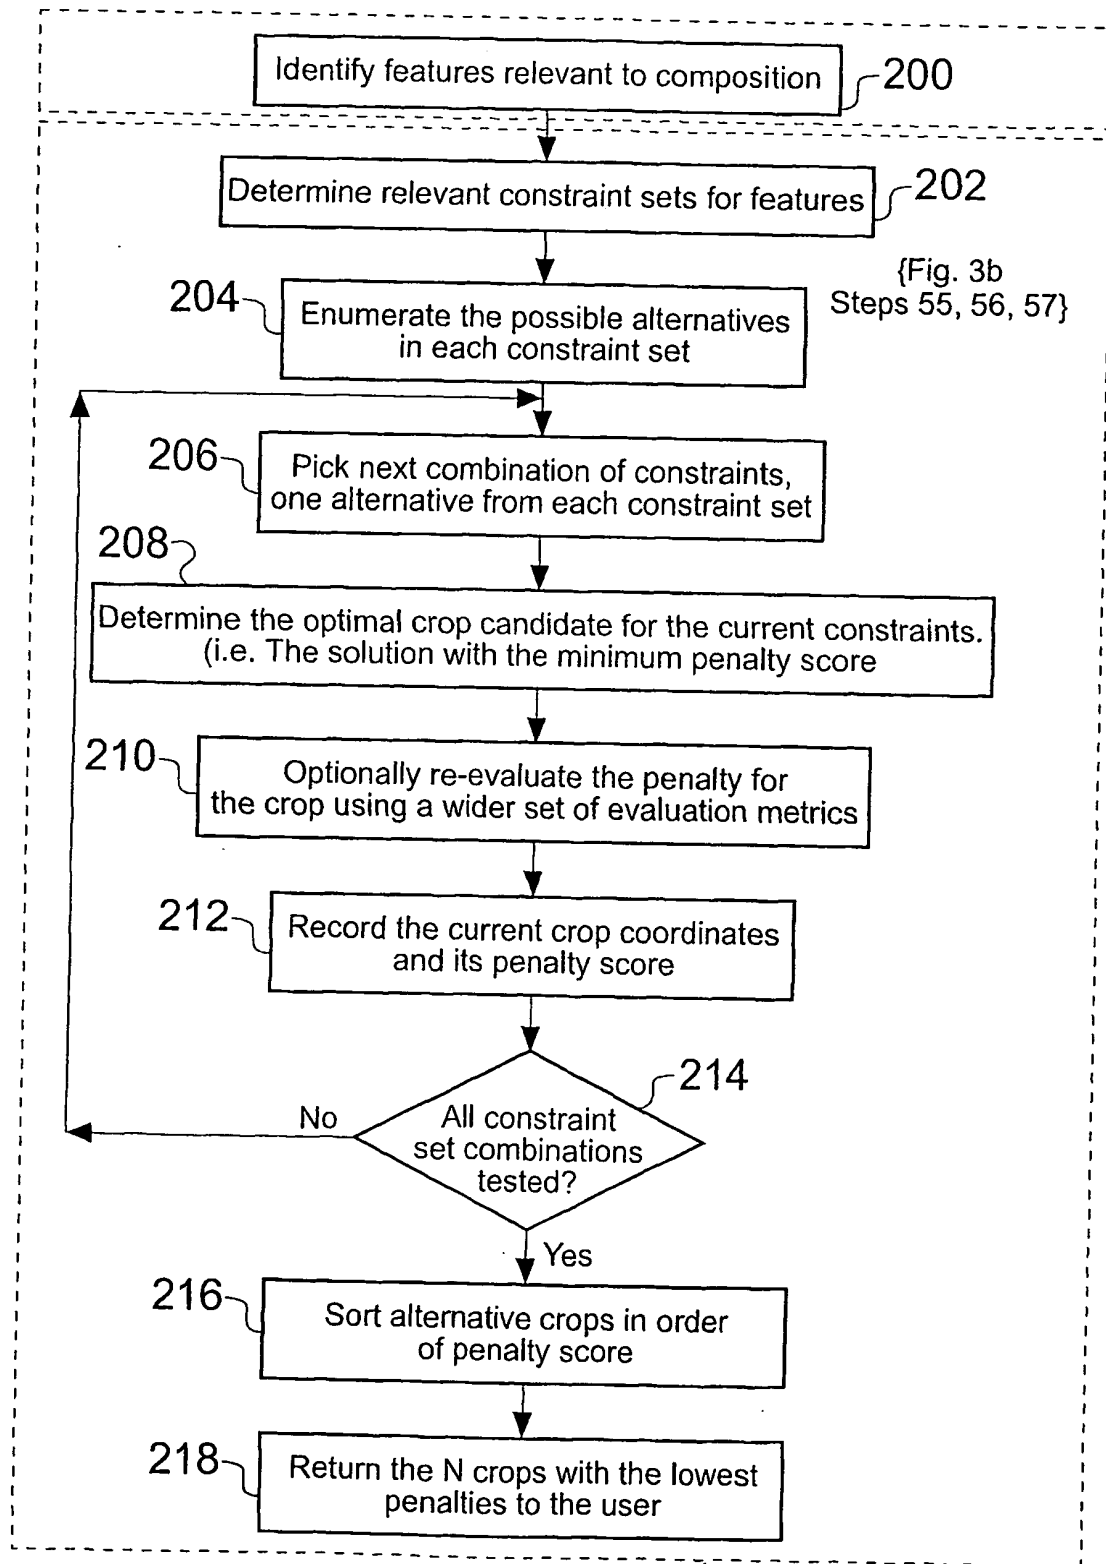 Identify features relevant to composition
200
Determine relevant constraint sets for features
202
{Fig. 3b
Steps 55, 56, 57}
204
Enumerate the possible alternatives
in each constraint set
206
Pick next combination of constraints,
one alternative from each constraint set
208
Determine the optimal crop candidate for the current constraints.
(i.e. The solution with the minimum penalty score
210
Optionally re-evaluate the penalty for
the crop using a wider set of evaluation metrics
212
Record the current crop coordinates
and its penalty score
214
No
All constraint
set combinations
tested?
Yes
216
Sort alternative crops in order
of penalty score
218
Return the N crops with the lowest
penalties to the user